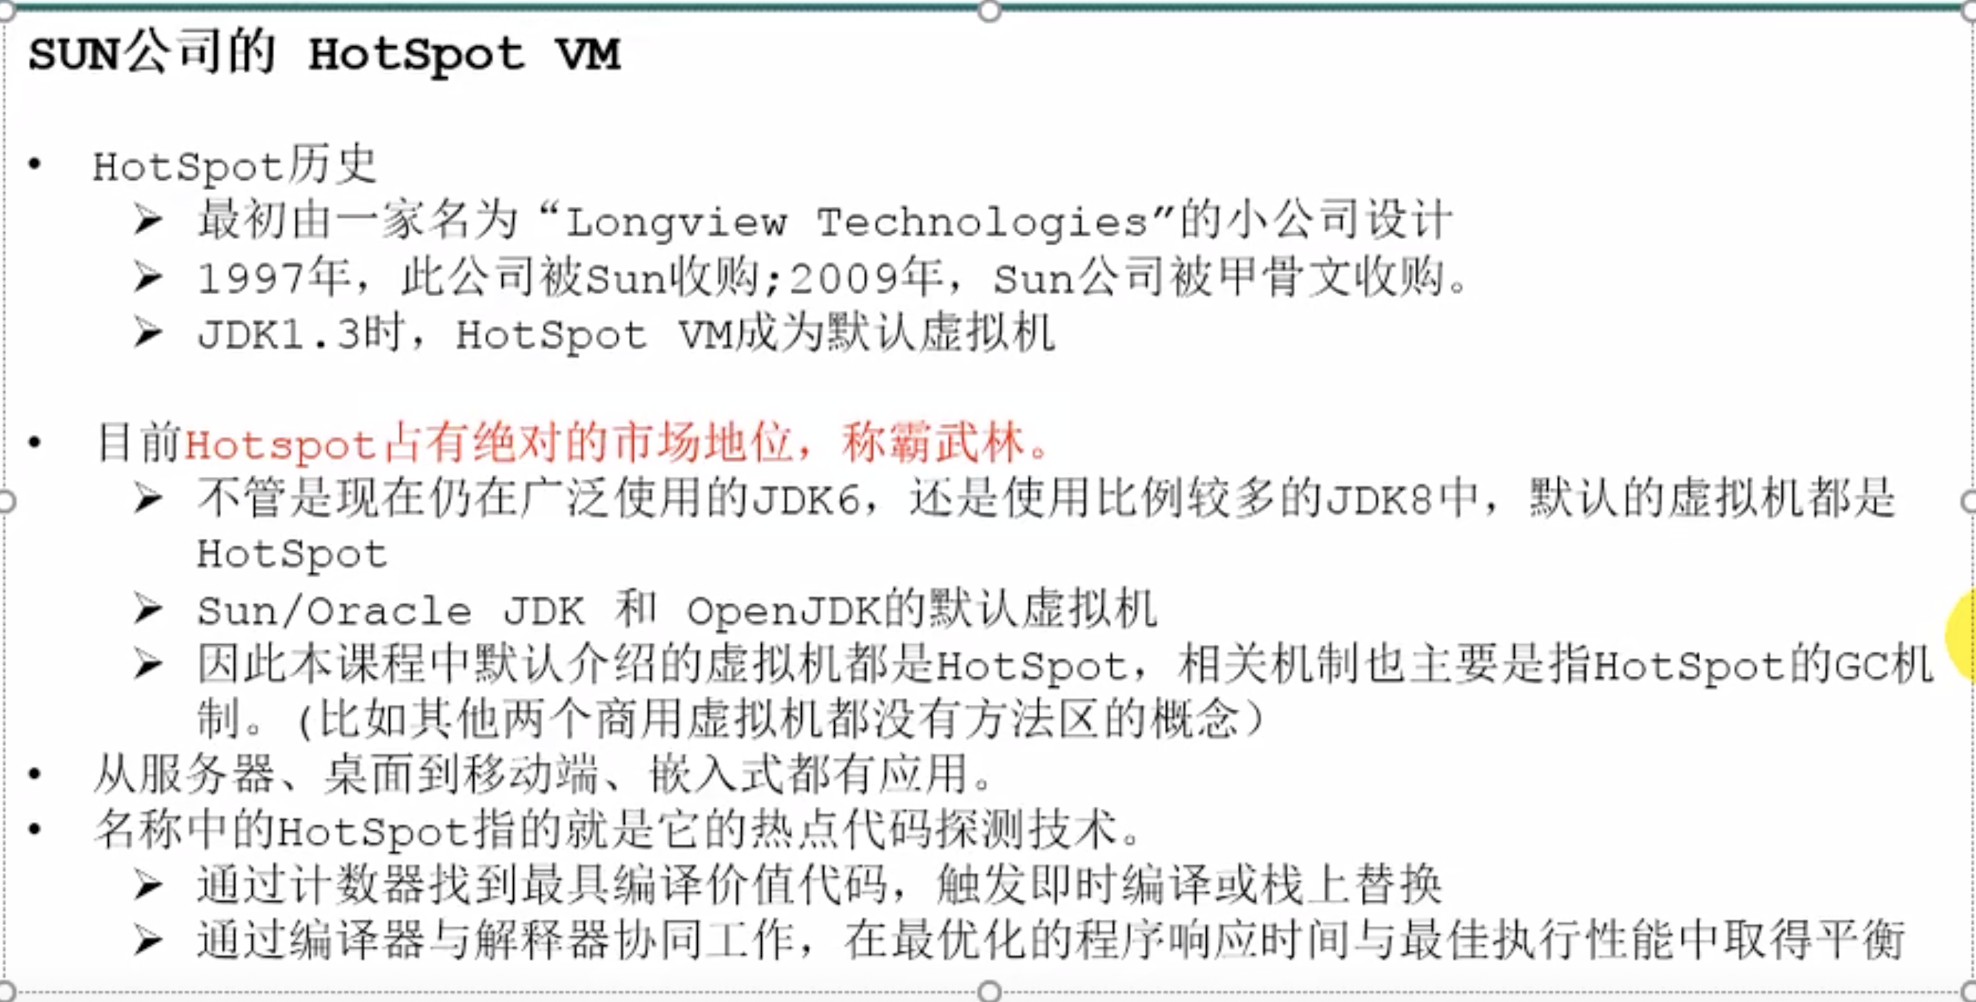 SUN公司的 HotSpot VM
• HotSpot历史
➢ 最初由一家名为“Longview Technologies”的小公司设计
➢ 1997年，此公司被Sun收购;2009年，Sun公司被甲骨文收购。
➢ JDK1.3时，HotSpot VM成为默认虚拟机
• 目前Hotspot占有绝对的市场地位，称霸武林。
➢ 不管是现在仍在广泛使用的JDK6，还是使用比例较多的JDK8中，默认的虚拟机都是
HotSpot
➢ Sun/Oracle JDK 和 OpenJDK的默认虚拟机
➢ 因此本课程中默认介绍的虚拟机都是HotSpot，相关机制也主要是指HotSpot的GC机
制。(比如其他两个商用虚拟机都没有方法区的概念）
• 从服务器、桌面到移动端、嵌入式都有应用。
• 名称中的HotSpot指的就是它的热点代码探测技术。
➢ 通过计数器找到最具编译价值代码，触发即时编译或栈上替换
➢ 通过编译器与解释器协同工作，在最优化的程序响应时间与最佳执行性能中取得平衡